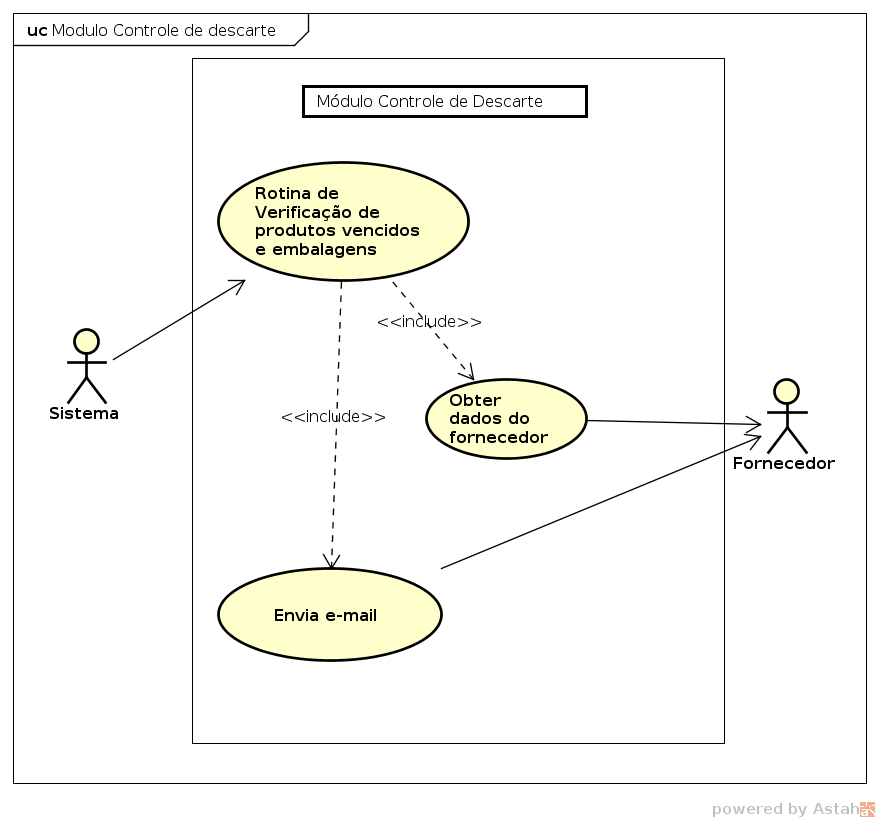 uc Modulo Controle de descarte
Módulo Controle de Descarte
Rotina de
Verificação de
produtos vencidos
e embalagens
<<include>>
Sistema
<<include>>
Obter
dados do
fornecedor
Fornecedor
Envia e-mail
powered by Astah